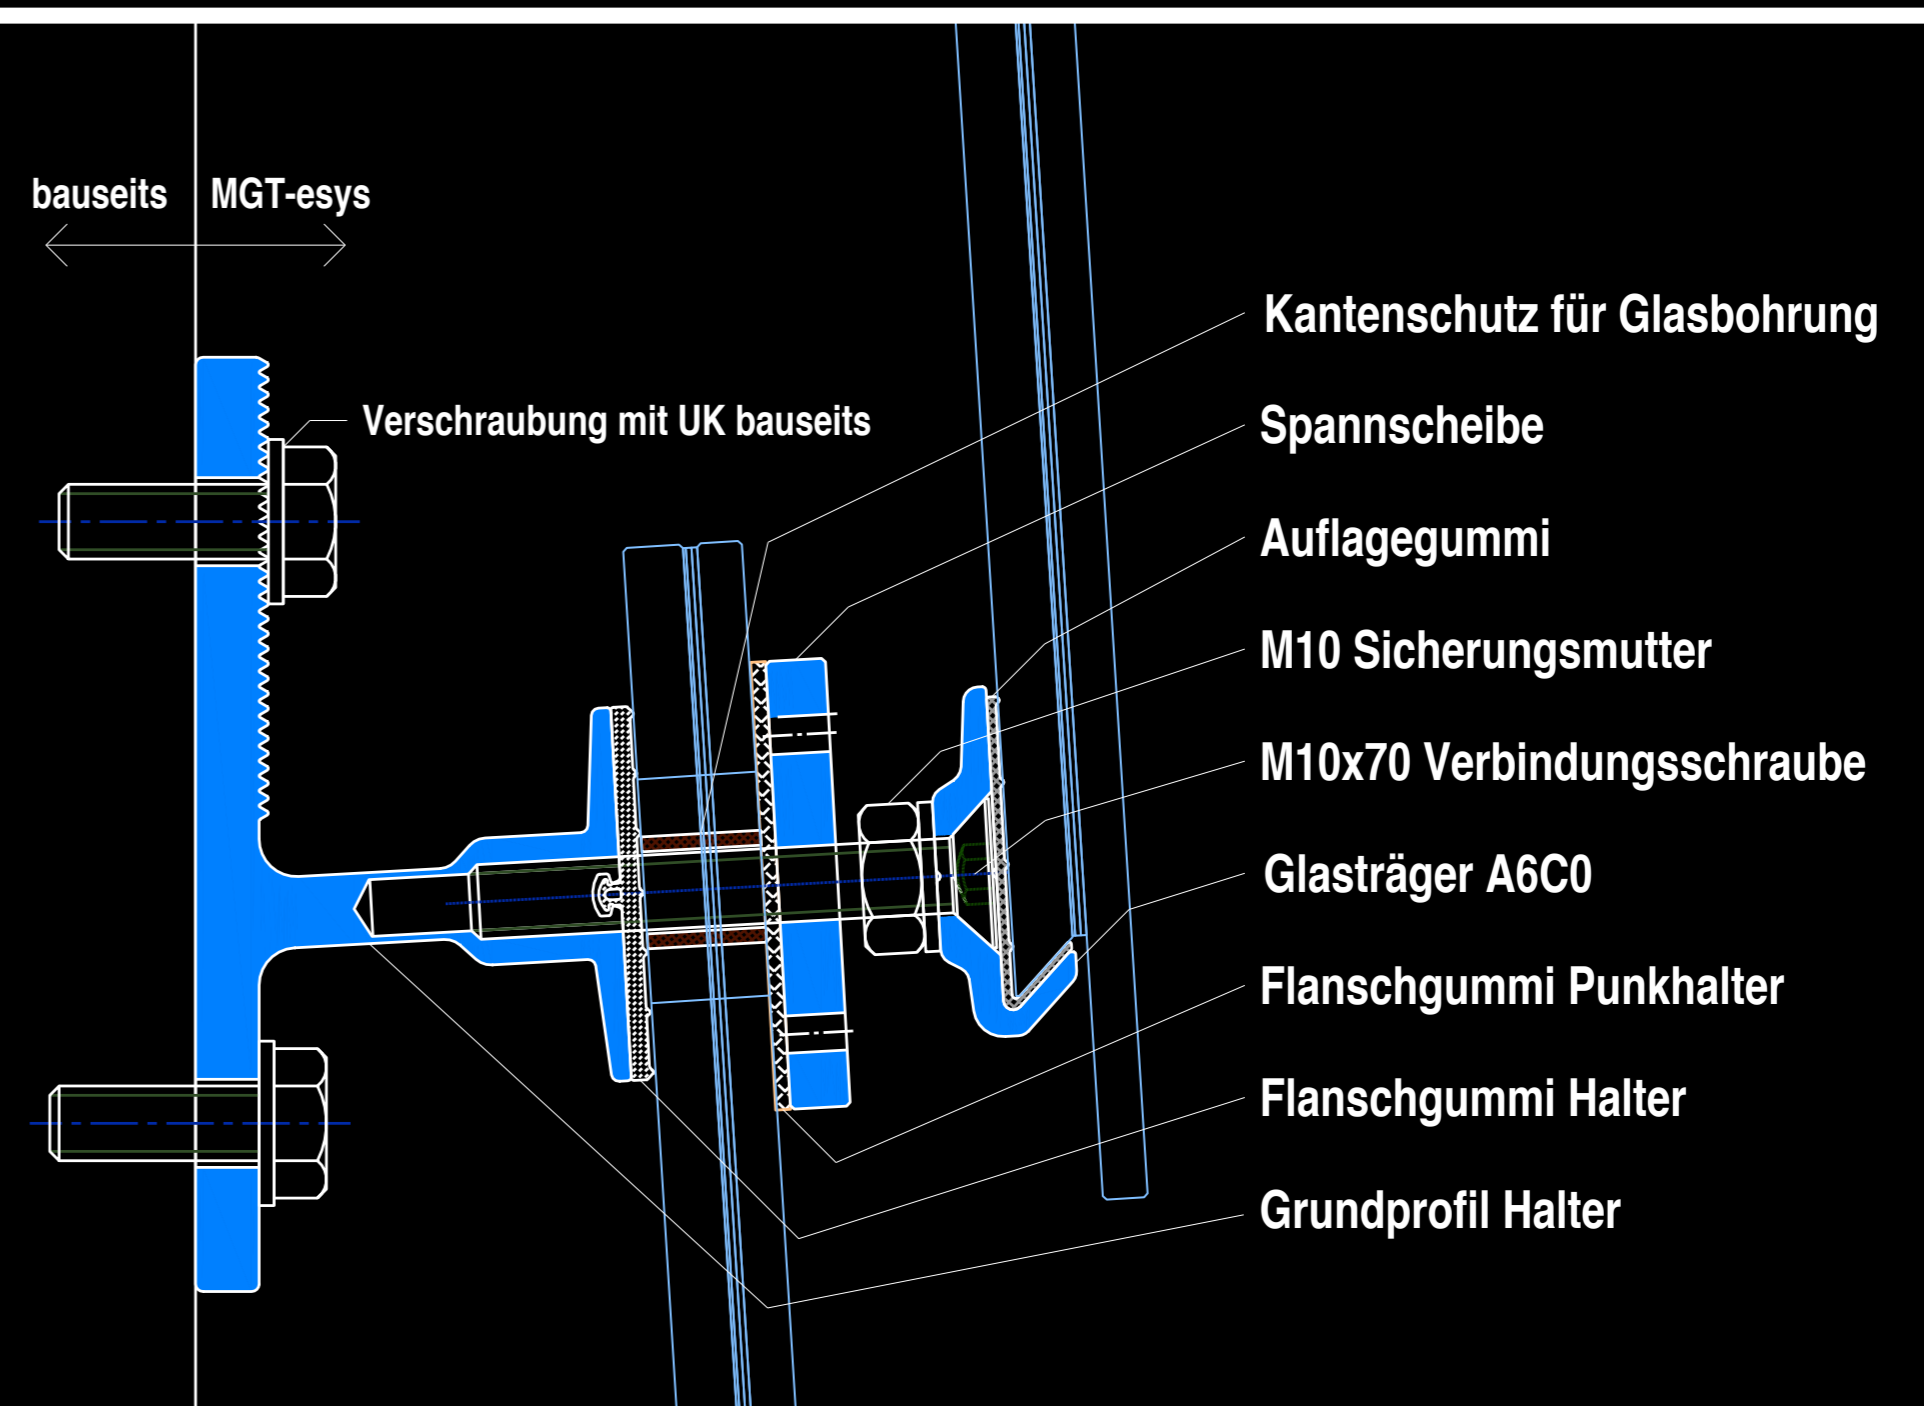 bauseits MGT-esys
Kantenschutz für Glasbohrung
Verschraubung mit UK bauseits
Spannscheibe
Auflagegummi
M10 Sicherungsmutter
M10x70 Verbindungsschraube
Glasträger A6C0
Flanschgummi Punkhalter
Flanschgummi Halter
Grundprofil Halter